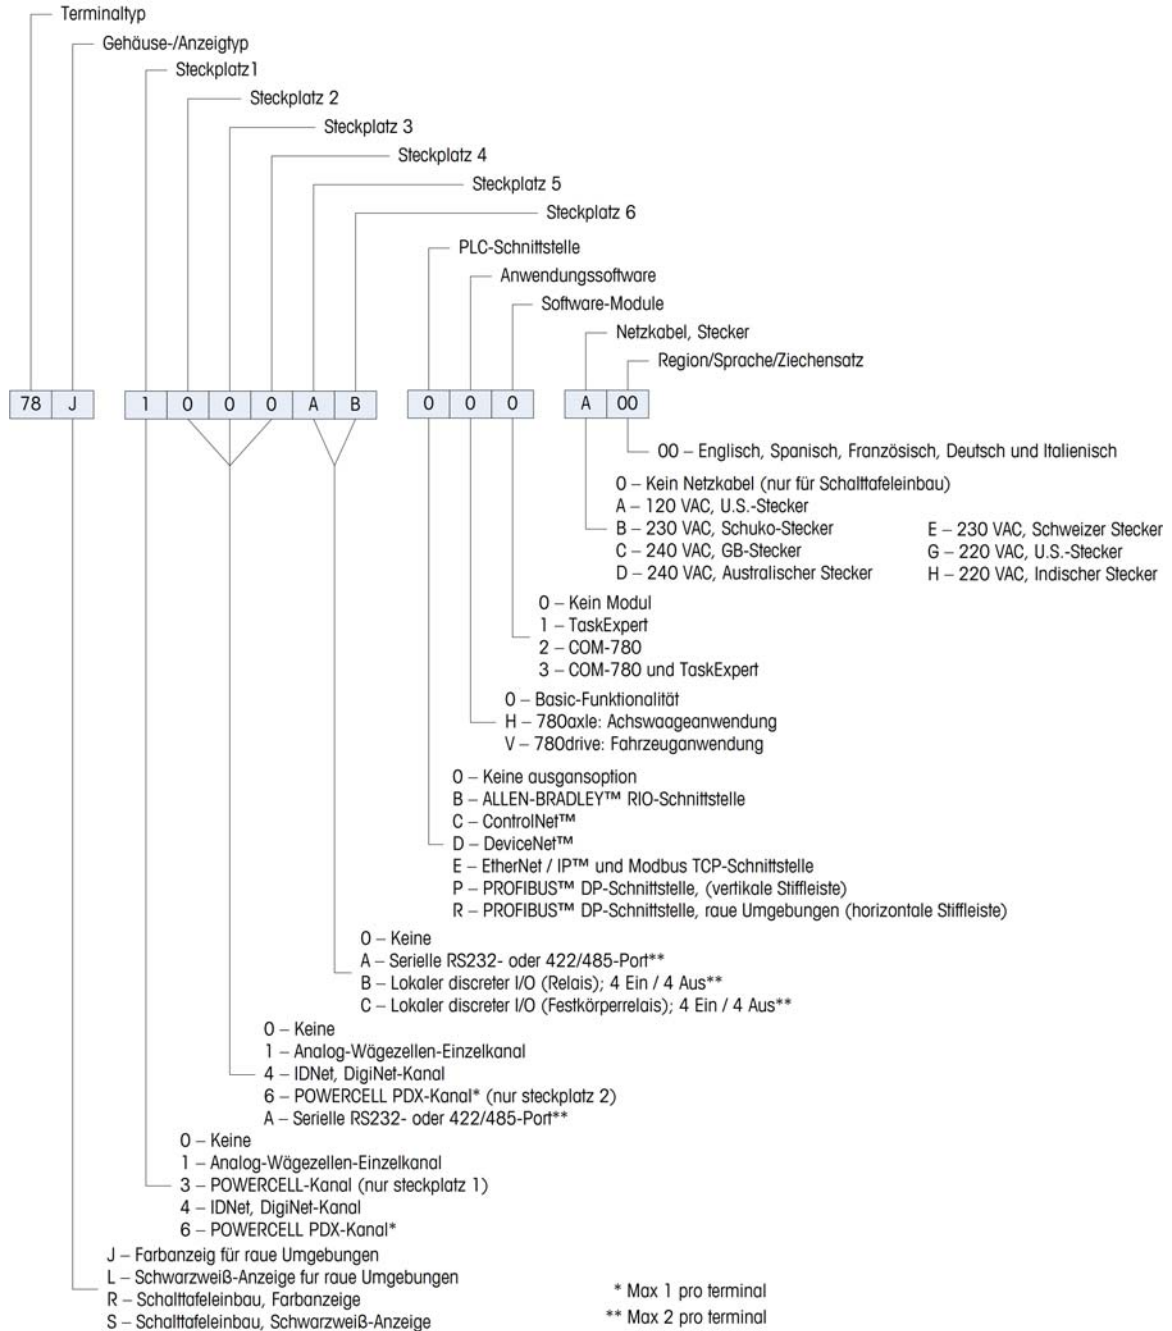 Terminaltyp
Gehäuse-/Anzeigtyp
Steckplatz1
Steckplatz 2
Steckplatz 3
Steckplatz 4
Steckplatz 5
Steckplatz 6
PLC-Schnittstelle
Anwendungssoftware
Software-Module
Netzkabel, Stecker
Region/Sprache/Ziechensatz
78 J 1 0 0 0 A B 0 0 0 A 00
00 – Englisch, Spanisch, Französisch, Deutsch und Italienisch
0 – Kein Netzkabel (nur für Schalttafeleinbau)
A – 120 VAC, U.S.-Stecker
B – 230 VAC, Schuko-Stecker
C – 240 VAC, GB-Stecker
D – 240 VAC, Australischer Stecker
E – 230 VAC, Schweizer Stecker
G – 220 VAC, U.S.-Stecker
H – 220 VAC, Indischer Stecker
0 – Kein Modul
1 – TaskExpert
2 – COM-780
3 – COM-780 und TaskExpert
0 – Basic-Funktionalität
H – 780axle: Achswaageanwendung
V – 780drive: Fahrzeuganwendung
0 – Keine ausgansoption
B – ALLEN-BRADLEY™ RIO-Schnittstelle
C – ControlNet™
D – DeviceNet™
E – EtherNet / IP™ und Modbus TCP-Schnittstelle
P – PROFIBUS™ DP-Schnittstelle, (vertikale Stiffleiste)
R – PROFIBUS™ DP-Schnittstelle, raue Umgebungen (horizontale Stiffleiste)
0 – Keine
A – Serielle RS232- oder 422/485-Port**
B – Lokaler discreter I/O (Relais); 4 Ein / 4 Aus**
C – Lokaler discreter I/O (Festkörperrelais); 4 Ein / 4 Aus**
0 – Keine
1 – Analog-Wägezellen-Einzelkanal
4 – IDNet, DigiNet-Kanal
6 – POWERCELL PDX-Kanal* (nur steckplatz 2)
A – Serielle RS232- oder 422/485-Port**
0 – Keine
1 – Analog-Wägezellen-Einzelkanal
3 – POWERCELL-Kanal (nur steckplatz 1)
4 – IDNet, DigiNet-Kanal
6 – POWERCELL PDX-Kanal*
J – Farbanzeig für raue Umgebungen
L – Schwarzweiß-Anzeige fur raue Umgebungen
R – Schalttafeleinbau, Farbanzeige
S – Schalttafeleinbau, Schwarzweiß-Anzeige
* Max 1 pro terminal
** Max 2 pro terminal